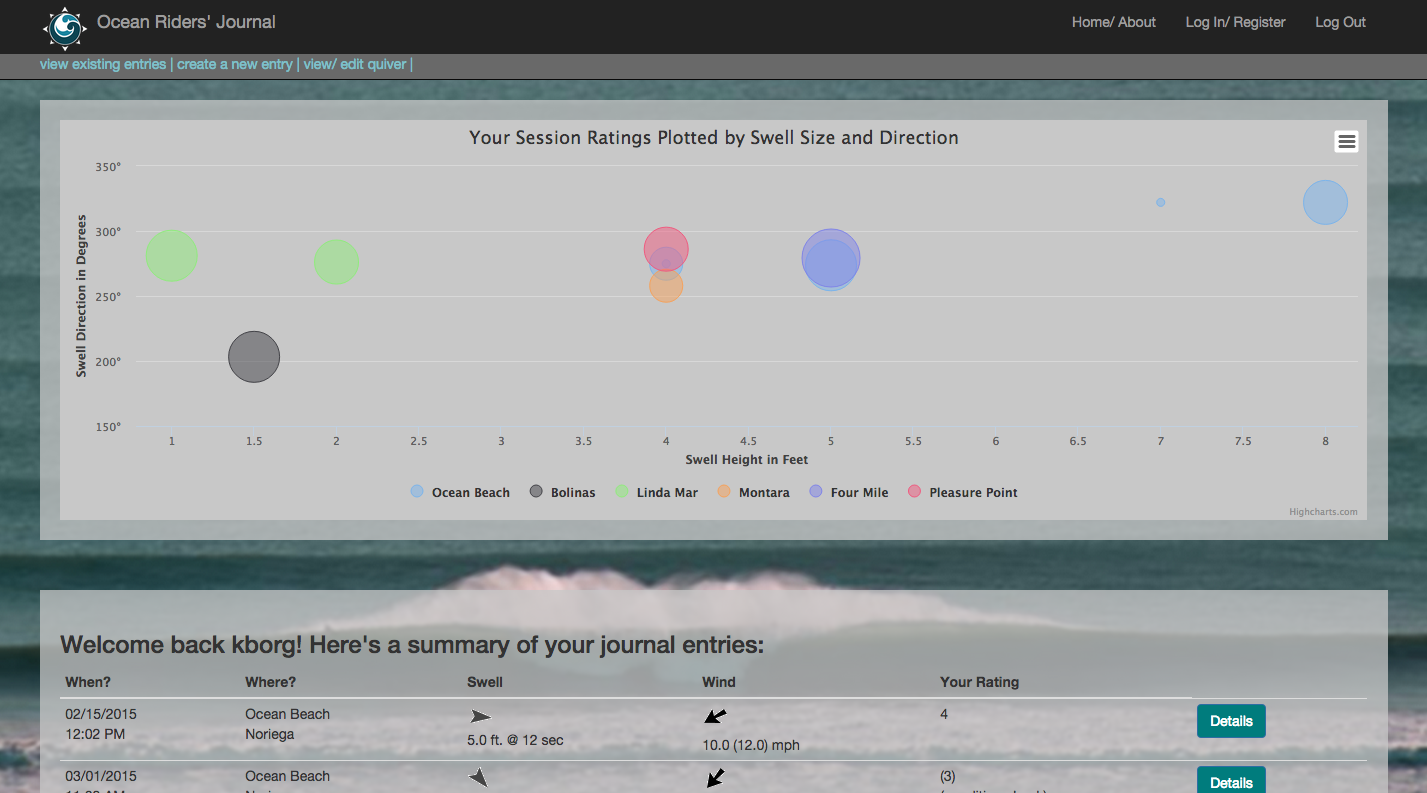 Ocean Riders' Journal
Home/ About Log In/ Register Log Out
view existing entries | create a new entry | view/ edit quiver |
Your Session Ratings Plotted by Swell Size and Direction
Swell Direction in Degrees
350°
300°
250°
200°
150°
1 1.5 2 2.5 3 3.5 4 4.5 5 5.5 6 6.5 7 7.5 8
Swell Height in Feet
Ocean Beach Bolinas Linda Mar Montara Four Mile Pleasure Point
Highcharts.com
Welcome back kborg! Here's a summary of your journal entries:
When? Where? Swell Wind Your Rating
02/15/2015 Ocean Beach 4 Details
12:02 PM Noriega 5.0 ft. @ 12 sec 10.0 (12.0) mph
03/01/2015 Ocean Beach (3) Details